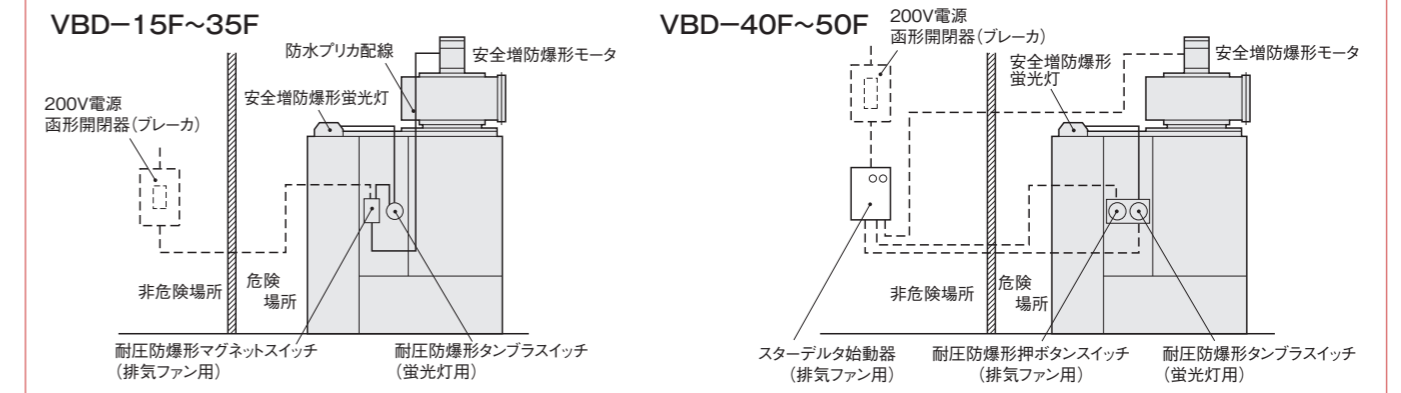 VBD−15F～35F
防水プリカ配線
安全増防爆形モータ
安全増防爆形蛍光灯
200V電源
函形開閉器（ブレーカ）
非危険場所
危険
場所
耐圧防爆形マグネットスイッチ
（排気ファン用）
耐圧防爆形タンブラスイッチ
（蛍光灯用）
VBD−40F～50F
200V電源
函形開閉器（ブレーカ）
安全増防爆形
蛍光灯
安全増防爆形モータ
非危険場所
危険
場所
スターデルタ始動器
（排気ファン用）
耐圧防爆形押ボタンスイッチ
（排気ファン用）
耐圧防爆形タンブラスイッチ
（蛍光灯用）